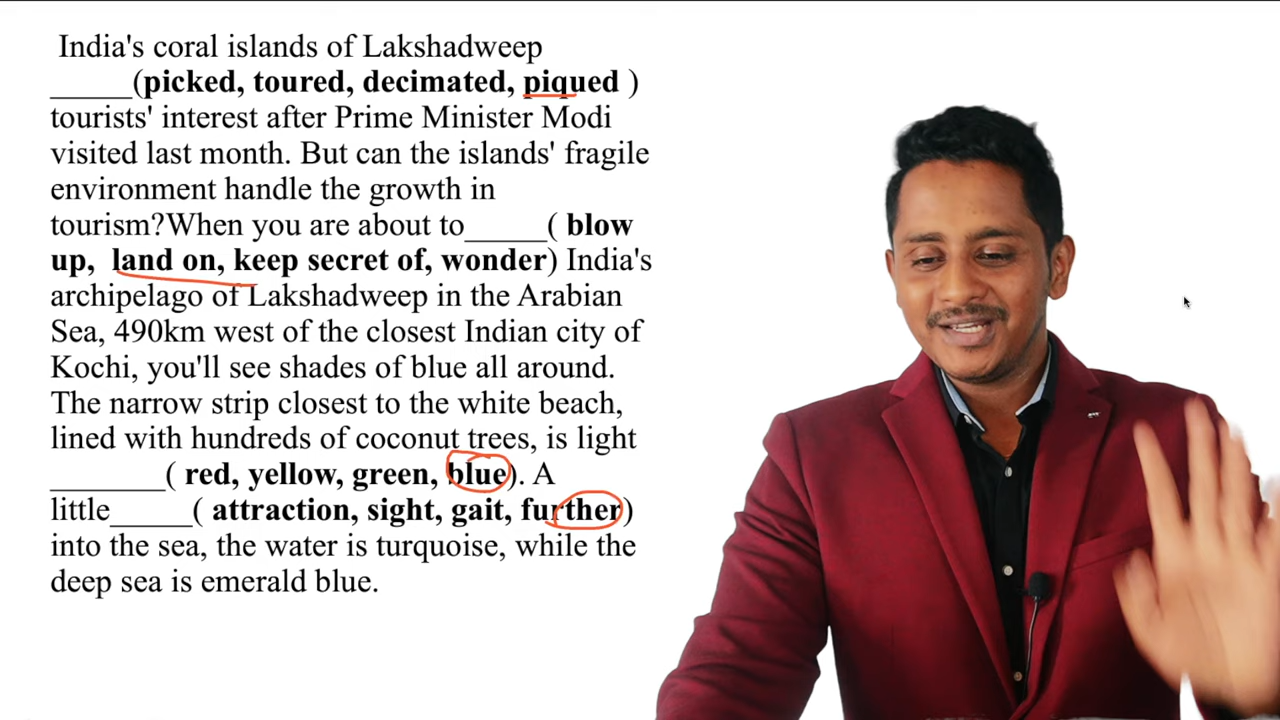 India's coral islands of Lakshadweep
_____(picked, toured, decimated, piqued )
tourists' interest after Prime Minister Modi
visited last month. But can the islands' fragile
environment handle the growth in
tourism?When you are about to_____( blow
up,  land on, keep secret of, wonder) India's
archipelago of Lakshadweep in the Arabian
Sea, 490km west of the closest Indian city of
Kochi, you'll see shades of blue all around.
The narrow strip closest to the white beach,
lined with hundreds of coconut trees, is light
_______( red, yellow, green, blue). A
little_____( attraction, sight, gait, further)
into the sea, the water is turquoise, while the
deep sea is emerald blue.